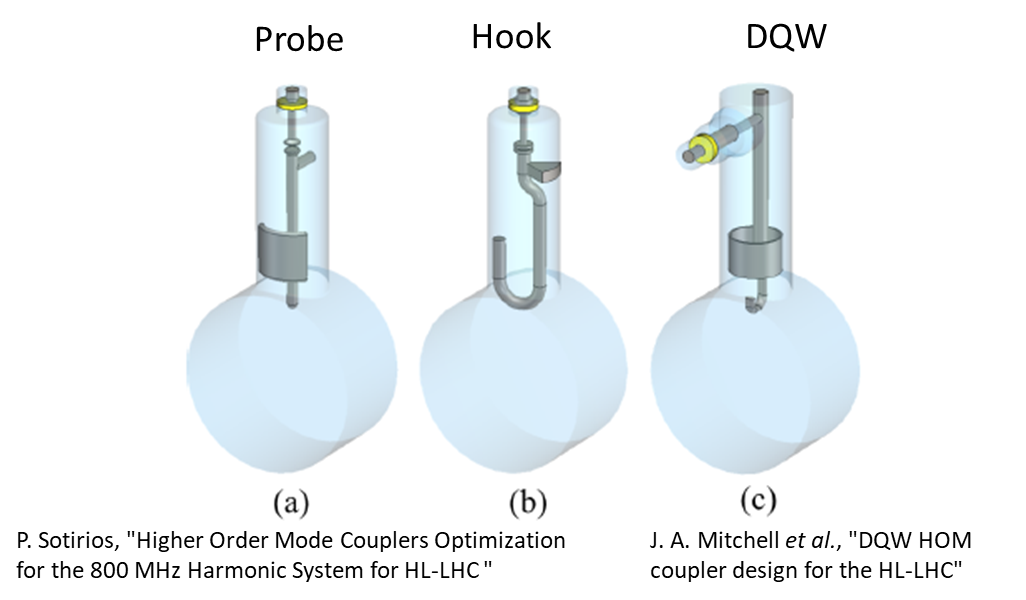 Probe
Hook
DQW
(a)
(b)
(c)
P. Sotirios, "Higher Order Mode Couplers Optimization
for the 800 MHz Harmonic System for HL-LHC"
J. A. Mitchell et al., "DQW HOM
coupler design for the HL-LHC"